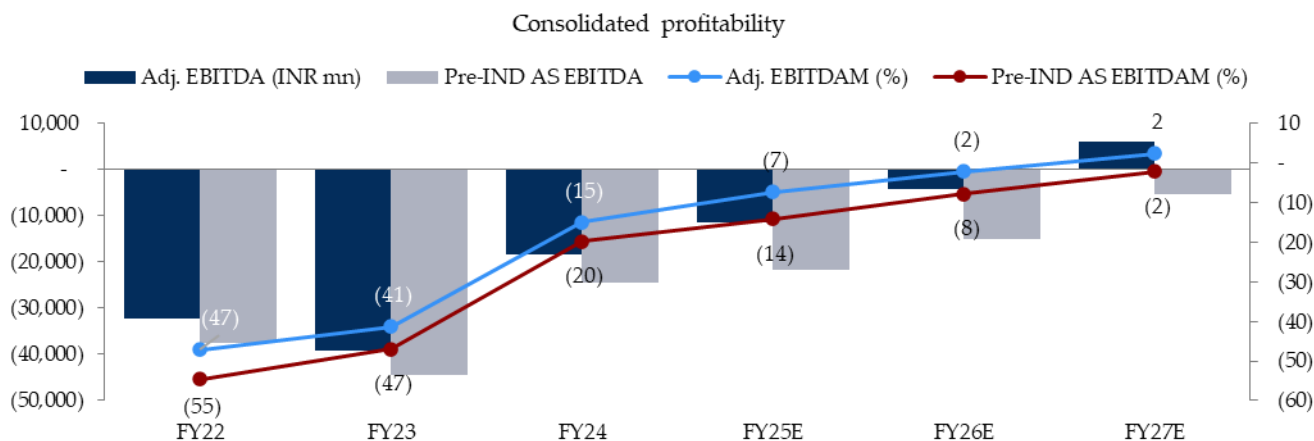 Consolidated profitability
Adj. EBITDA (INR mn) Pre-IND AS EBITDA Adj. EBITDAM (%) Pre-IND AS EBITDAM (%)
10,000 2 10
- (2) -
(7)
(10,000) (15) (2) (10)
(8)
(14) (20)
(20,000) (20)
(30,000) (41) (30)
(47) (40)
(40,000) (50)
(47)
(50,000) (55) (60)
FY22 FY23 FY24 FY25E FY26E FY27E